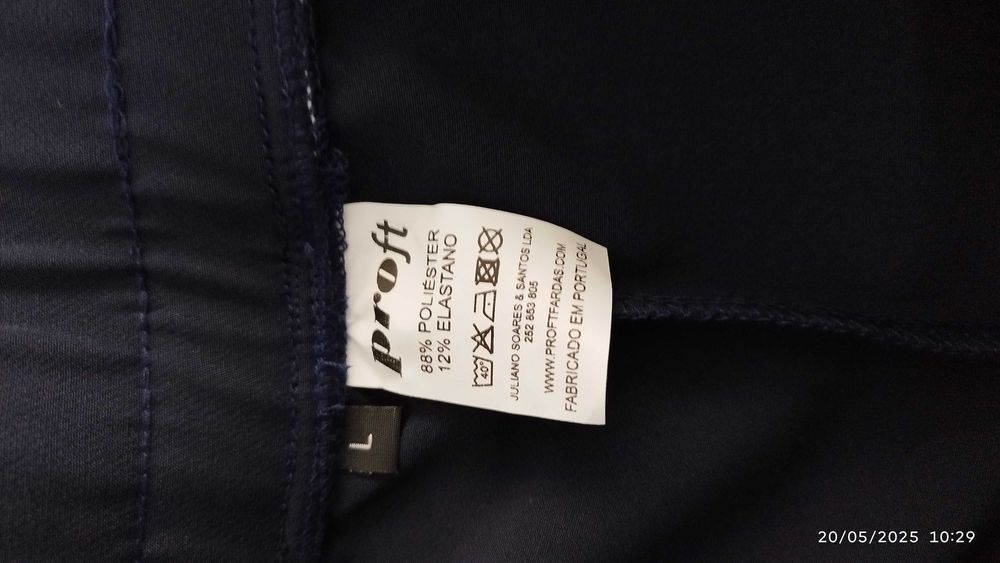 proft
88% POLIÉSTER
12% ELASTANO
40°
JULIANO SOARES & SANTOS LDA
252 853 805
WWW.PROFTFARDAS.COM
FABRICADO EM PORTUGAL
L
20/05/2025 10:29